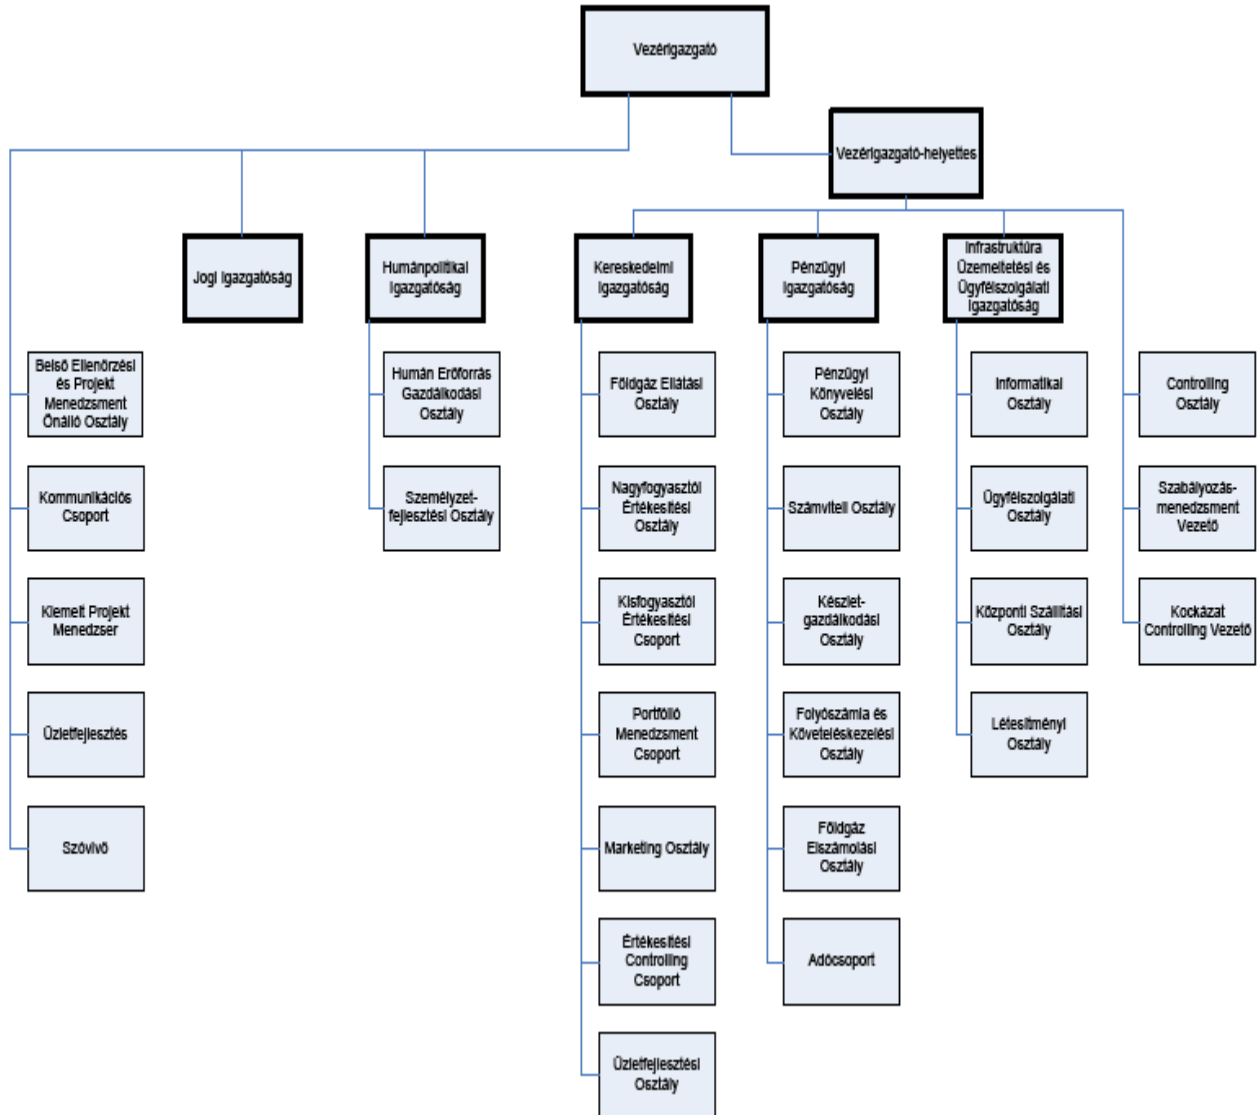 Vezérigazgató
Vezérigazgató-helyettes
Jogi Igazgatóság
Humánpolitikai
Igazgatóság
Kereskedelmi
Igazgatóság
Pénzügyi
Igazgatóság
Infrastruktúra
Üzemeltetési és
Ügyfélszolgálati
Igazgatóság
Belső Ellenőrzési
és Projekt
Menedzsment
Önálló Osztály
Humán Erőforrás
Gazdálkodási
Osztály
Földgáz Ellátási
Osztály
Pénzügyi
Könyvelési
Osztály
Informatikai
Osztály
Controlling
Osztály
Kommunikációs
Csoport
Személyzet-
fejlesztési Osztály
Nagyfogyasztói
Értékesítési
Osztály
Számviteli Osztály
Ügyfélszolgálati
Osztály
Szabályozás-
menedzsment
Vezető
Kiemelt Projekt
Menedzser
Kisfogyasztói
Értékesítési
Csoport
Készlet-
gazdálkodási
Osztály
Központi Szállítási
Osztály
Kockázat
Controlling Vezető
Üzletfejlesztés
Portfólió
Menedzsment
Csoport
Folyószámla és
Követeléskezelési
Osztály
Létesítményi
Osztály
Szóvivő
Marketing Osztály
Földgáz
Elszámolási
Osztály
Értékesítési
Controlling
Csoport
Adócsoport
Üzletfejlesztési
Osztály